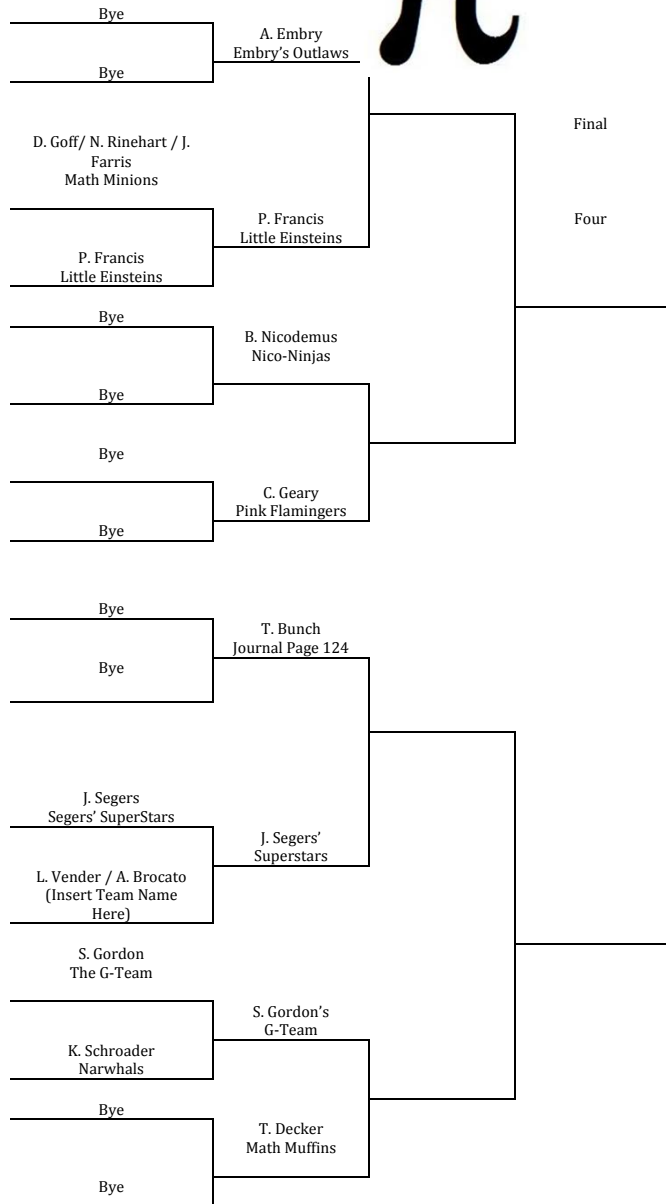 Bye
A. Embry
Embry's Outlaws
Bye
Final
D. Goff/ N. Rinehart / J.
Farris
Math Minions
P. Francis
Little Einsteins
Four
P. Francis
Little Einsteins
Bye
B. Nicodemus
Nico-Ninjas
Bye
Bye
C. Geary
Pink Flamingers
Bye
Bye
T. Bunch
Journal Page 124
Bye
J. Segers
Segers' SuperStars
J. Segers'
Superstars
L. Vender / A. Brocato
(Insert Team Name
Here)
S. Gordon
The G-Team
S. Gordon's
G-Team
K. Schroader
Narwhals
Bye
T. Decker
Math Muffins
Bye